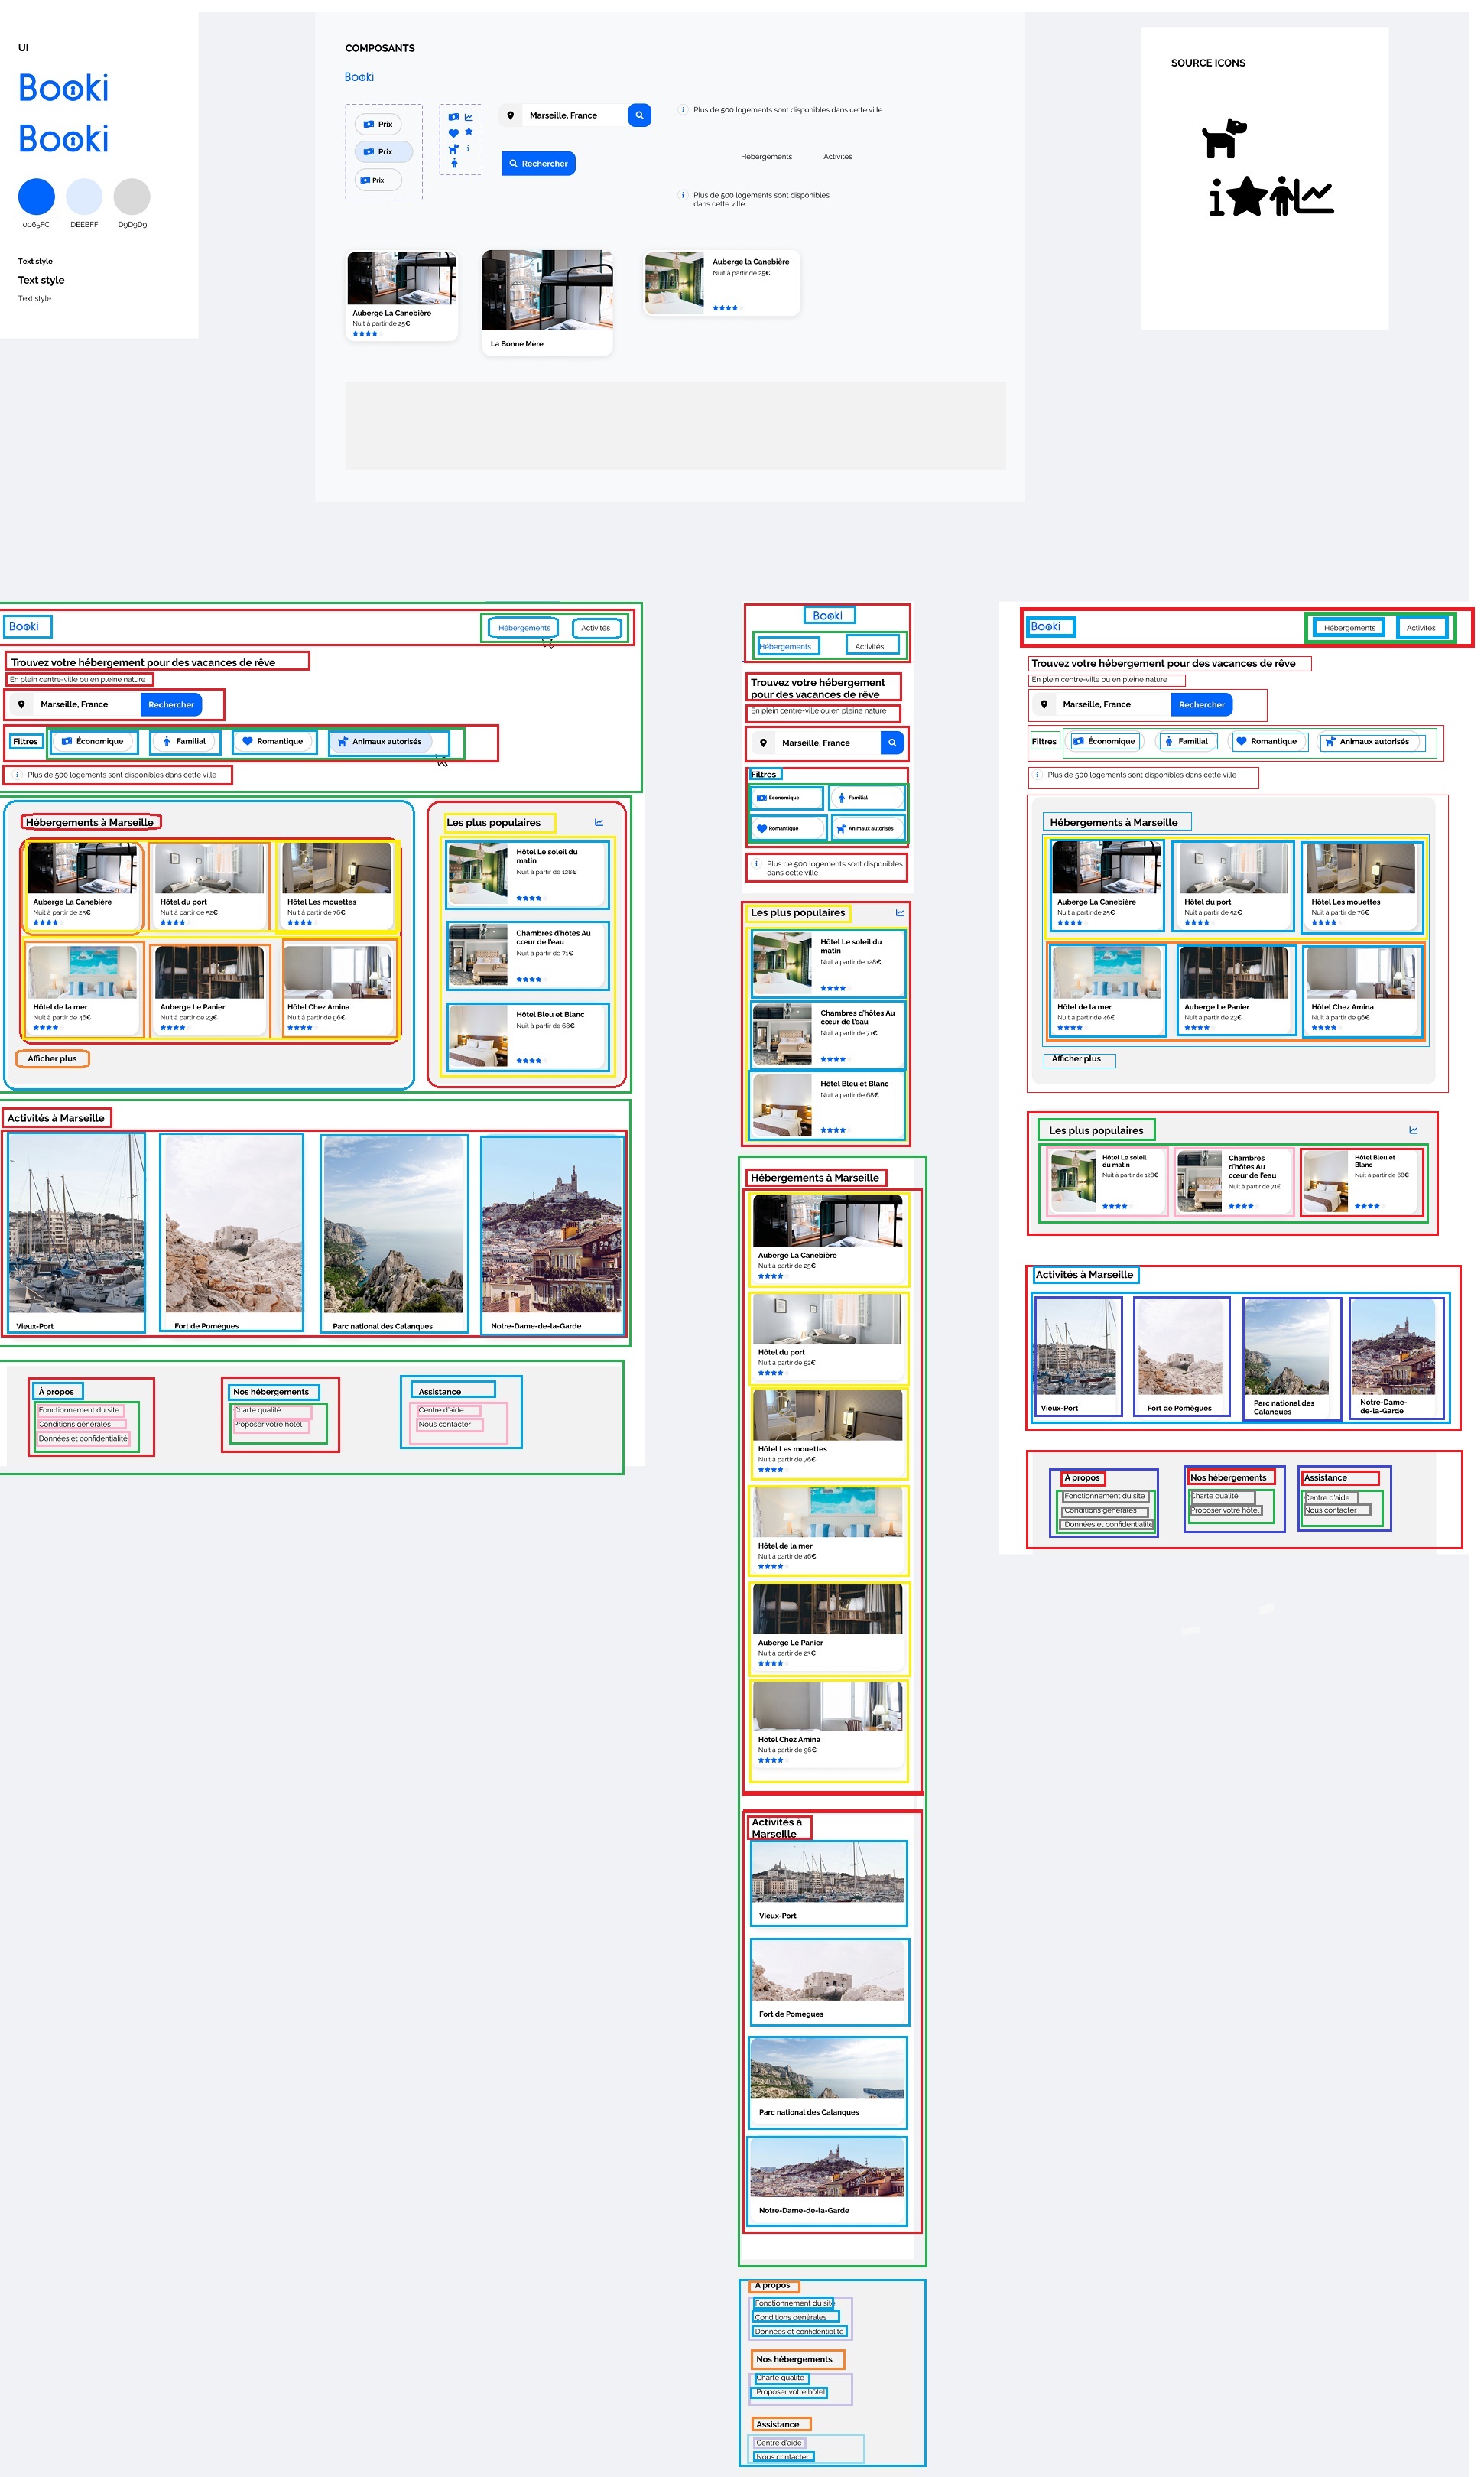 UI
Booki
Booki
0065FC
DEEBFF
D9D9D9
Text style
Text style
Text style
COMPOSANTS
Booki
Prix
Prix
Prix
Marseille, France
Rechercher
Plus de 500 logements sont disponibles dans cette ville
Hébergements
Activités
Plus de 500 logements sont disponibles
dans cette ville
Auberge La Canebière
Nuit à partir de 25€
La Bonne Mère
Auberge la Canebière
Nuit à partir de 25€
SOURCE ICONS
Booki
Hébergements
Activités
Trouvez votre hébergement pour des vacances de rêve
En plein centre-ville ou en pleine nature
Marseille, France
Rechercher
Filtres
Économique
Familial
Romantique
Animaux autorisés
Plus de 500 logements sont disponibles dans cette ville
Hébergements à Marseille
Auberge La Canebière
Nuit à partir de 25€
Hôtel du port
Nuit à partir de 52€
Hôtel Les mouettes
Nuit à partir de 76€
Hôtel de la mer
Nuit à partir de 46€
Auberge Le Panier
Nuit à partir de 23€
Hôtel Chez Amina
Nuit à partir de 96€
Afficher plus
Les plus populaires
Hôtel Le soleil du
matin
Nuit à partir de 128€
Chambres d'hôtes Au
cœur de l'eau
Nuit à partir de 71€
Hôtel Bleu et Blanc
Nuit à partir de 68€
Activités à Marseille
Vieux-Port
Fort de Pomègues
Parc national des Calanques
Notre-Dame-de-la-Garde
À propos
Fonctionnement du site
Conditions générales
Données et confidentialité
Nos hébergements
Charte qualité
Proposer votre hôtel
Assistance
Centre d'aide
Nous contacter
Booki
Hébergements
Activités
Trouvez votre hébergement
pour des vacances de rêve
En plein centre-ville ou en pleine nature
Marseille, France
Filtres
Économique
Familial
Romantique
Animaux autorisés
Plus de 500 logements sont disponibles
dans cette ville
Les plus populaires
Hôtel Le soleil du
matin
Nuit à partir de 128€
Chambres d'hôtes Au
cœur de l'eau
Nuit à partir de 71€
Hôtel Bleu et Blanc
Nuit à partir de 68€
Hébergements à Marseille
Auberge La Canebière
Nuit à partir de 25€
Hôtel du port
Nuit à partir de 52€
Hôtel Les mouettes
Nuit à partir de 76€
Hôtel de la mer
Nuit à partir de 46€
Auberge Le Panier
Nuit à partir de 23€
Hôtel Chez Amina
Nuit à partir de 96€
Activités à
Marseille
Vieux-Port
Fort de Pomègues
Parc national des Calanques
Notre-Dame-de-la-Garde
À propos
Fonctionnement du site
Conditions générales
Données et confidentialité
Nos hébergements
Charte qualité
Proposer votre hôtel
Assistance
Centre d'aide
Nous contacter
Booki
Hébergements
Activités
Trouvez votre hébergement pour des vacances de rêve
En plein centre-ville ou en pleine nature
Marseille, France
Rechercher
Filtres
Économique
Familial
Romantique
Animaux autorisés
Plus de 500 logements sont disponibles dans cette ville
Hébergements à Marseille
Auberge La Canebière
Nuit à partir de 25€
Hôtel du port
Nuit à partir de 52€
Hôtel Les mouettes
Nuit à partir de 76€
Hôtel de la mer
Nuit à partir de 46€
Auberge Le Panier
Nuit à partir de 23€
Hôtel Chez Amina
Nuit à partir de 96€
Afficher plus
Les plus populaires
Hôtel Le soleil
du matin
Nuit à partir de 128€
Chambres
d'hôtes Au
cœur de l'eau
Nuit à partir de 71€
Hôtel Bleu et
Blanc
Nuit à partir de 68€
Activités à Marseille
Vieux-Port
Fort de Pomègues
Parc national des
Calanques
Notre-Dame-
de-la-Garde
À propos
Fonctionnement du site
Conditions générales
Données et confidentialité
Nos hébergements
Charte qualité
Proposer votre hôtel
Assistance
Centre d'aide
Nous contacter